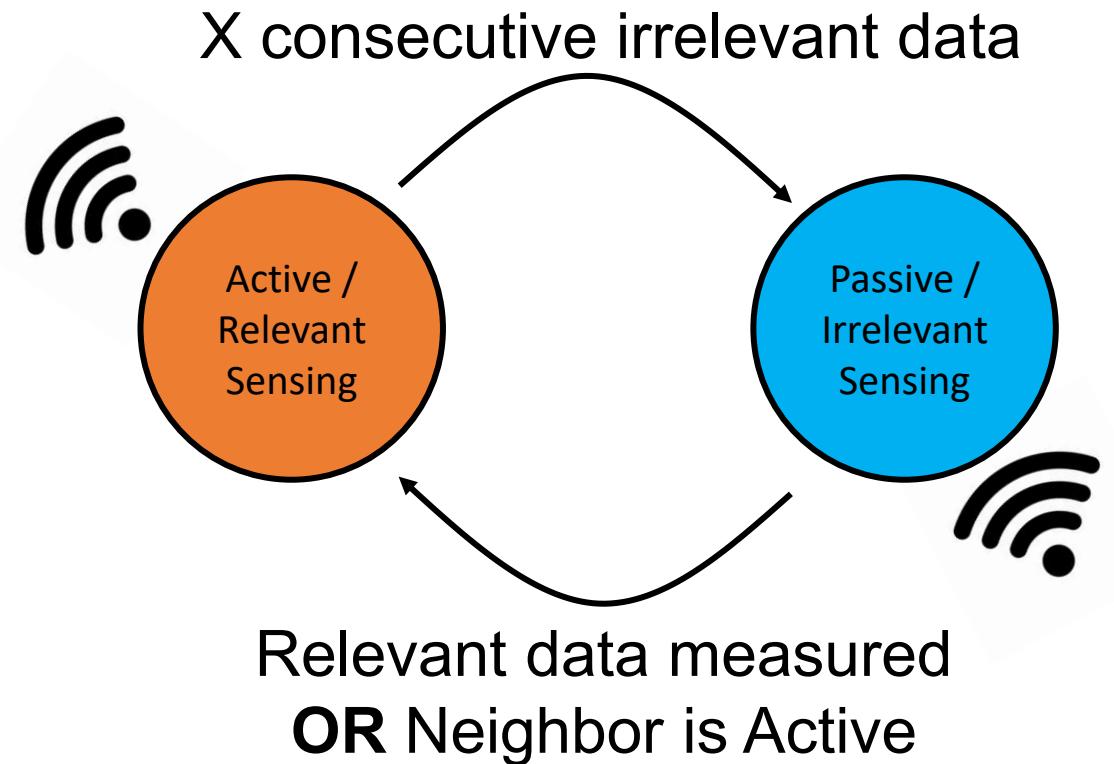 X consecutive irrelevant data
Active /
Relevant
Sensing
Passive /
Irrelevant
Sensing
Relevant data measured
OR Neighbor is Active